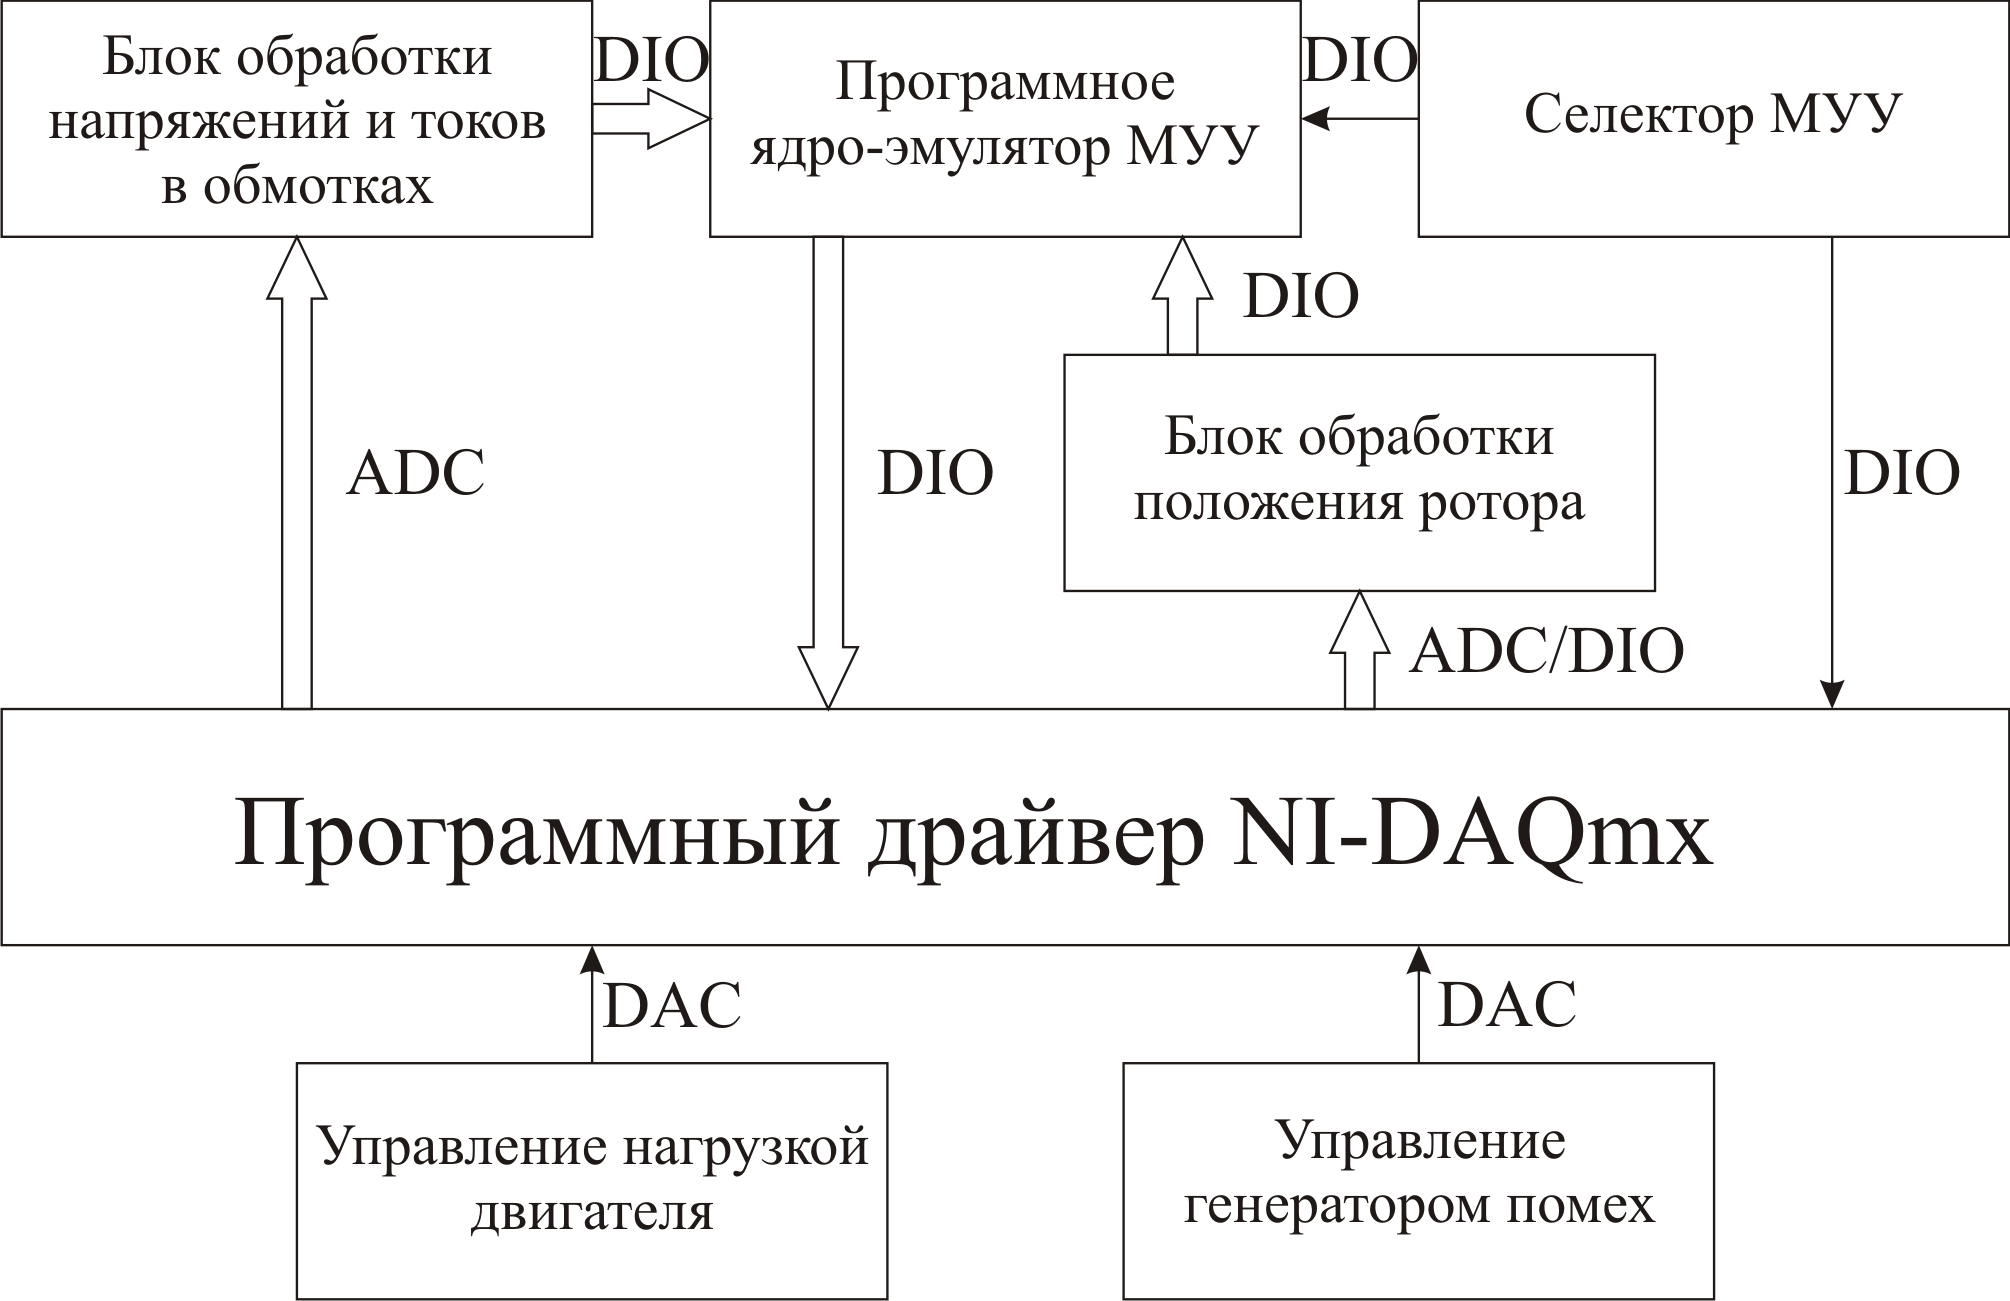 Блок обработки
напряжений и токов
в обмотках
DIO
Программное
ядро-эмулятор МУУ
DIO
Селектор МУУ
DIO
ADC
DIO
Блок обработки
положения ротора
DIO
ADC/DIO
Программный драйвер NI-DAQmx
DAC
DAC
Управление нагрузкой
двигателя
Управление
генератором помех